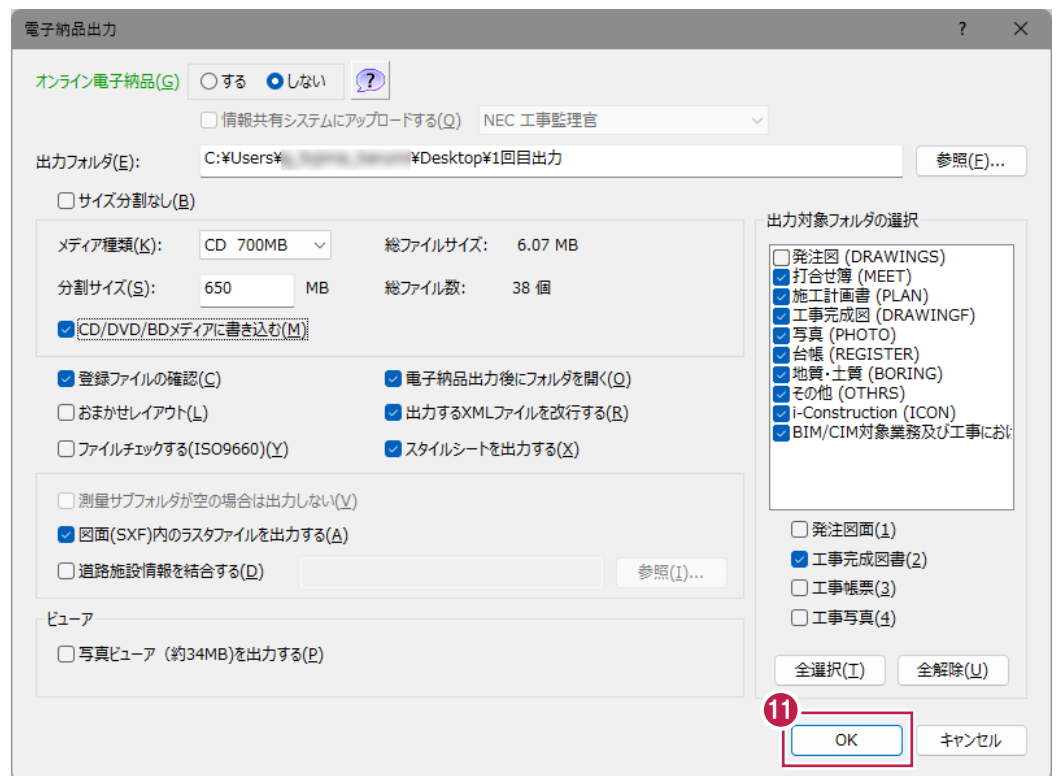 電子納品出力
オンライン電子納品(G) する しない
情報共有システムにアップロードする(Q) NEC 工事監理官
出力フォルダ(E): C:¥Users¥ ¥Desktop¥1回目出力 参照(F)...
サイズ分割なし(B)
メディア種類(K): CD 700MB 総ファイルサイズ: 6.07 MB
分割サイズ(S): 650 MB 総ファイル数: 38 個
CD/DVD/BDメディアに書き込む(M)
登録ファイルの確認(C) 電子納品出力後にフォルダを開く(O)
おまかせレイアウト(L) 出力するXMLファイルを改行する(R)
ファイルチェックする(ISO9660)(Y) スタイルシートを出力する(X)
測量サブフォルダが空の場合は出力しない(V)
図面(SXF)内のラスタファイルを出力する(A)
道路施設情報を結合する(D) 参照(I)...
ビューア
写真ビューア (約34MB)を出力する(P)
出力対象フォルダの選択
発注図 (DRAWINGS)
打合せ簿 (MEET)
施工計画書 (PLAN)
工事完成図 (DRAWINGF)
写真 (PHOTO)
台帳 (REGISTER)
地質・土質 (BORING)
その他 (OTHRS)
i-Construction (ICON)
BIM/CIM対象業務及び工事にお
発注図面(1)
工事完成図書(2)
工事帳票(3)
工事写真(4)
全選択(T) 全解除(U)
11
OK キャンセル